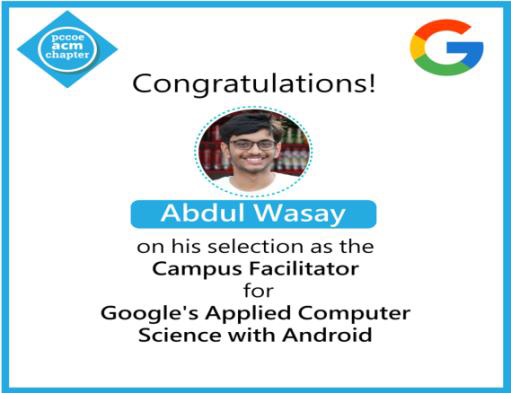 pccoe
acm
chapter
Congratulations!
Abdul Wasay
on his selection as the
Campus Facilitator
for
Google's Applied Computer
Science with Android